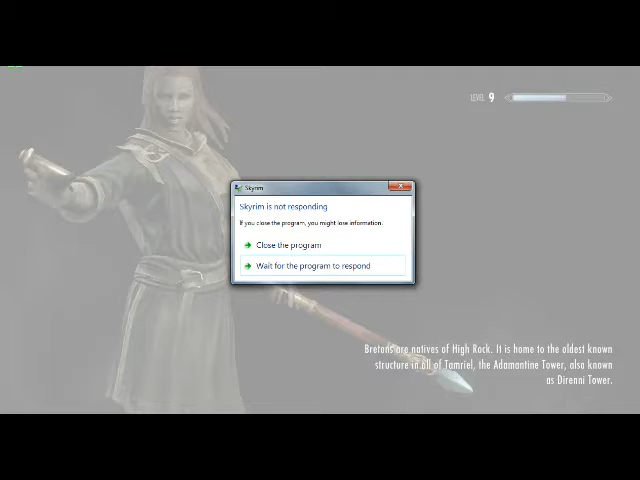 LEVEL 9
Skyrim
Skyrim is not responding
If you close the program, you might lose information.
Close the program
Wait for the program to respond
Bretons are natives of High Rock. It is home to the oldest known
structure in all of Tamriel, the Adamantine Tower, also known
as Direnni Tower.